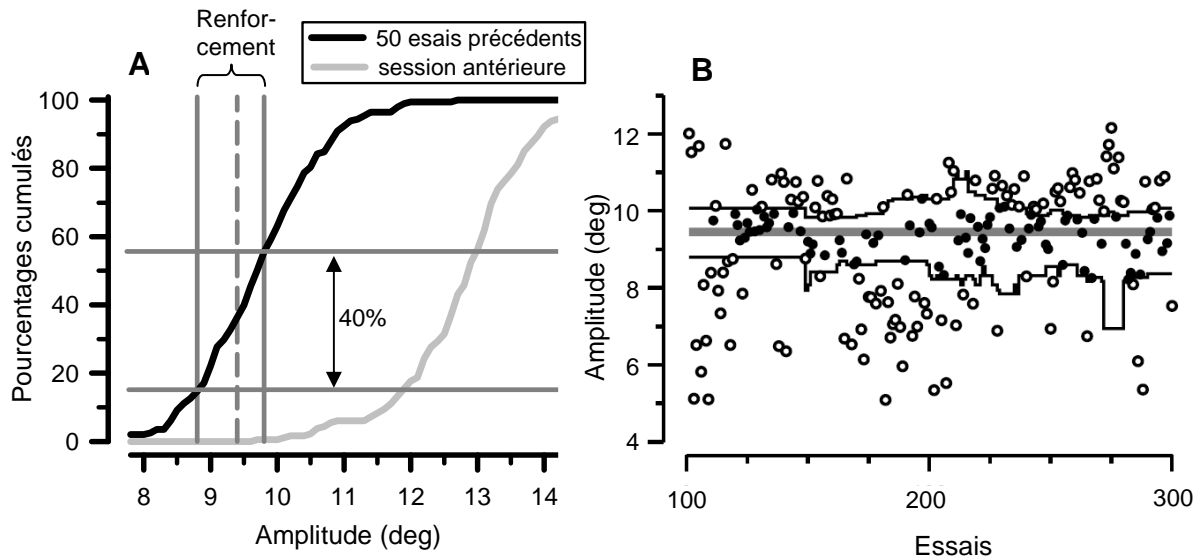 Renfor-
cement
50 esais précédents
session antérieure
A
B
Pourcentages cumulés
100
80
60
40
20
0
40%
8 9 10 11 12 13 14
Amplitude (deg)
Amplitude (deg)
12
10
8
6
4
100 200 300
Essais